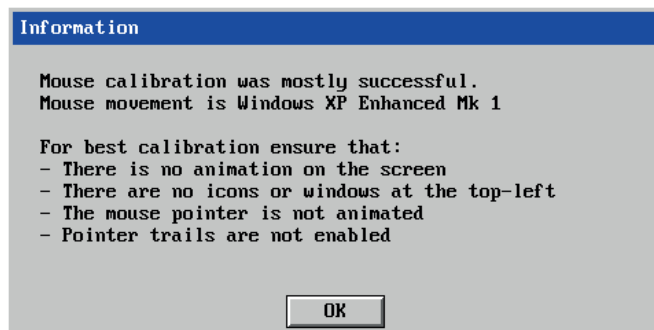 Information
Mouse calibration was mostly successful.
Mouse movement is Windows XP Enhanced Mk 1
For best calibration ensure that:
- There is no animation on the screen
- There are no icons or windows at the top-left
- The mouse pointer is not animated
- Pointer trails are not enabled
OK